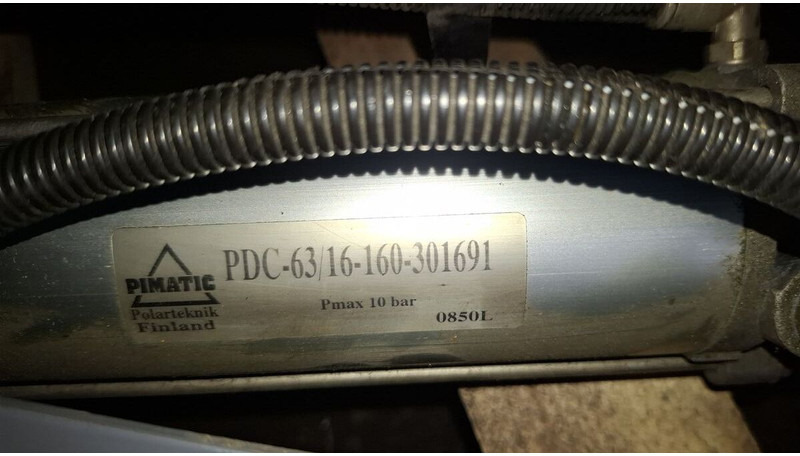 PIMATIC
Polarteknik
Finland
PDC-63/16-160-301691
Pmax 10 bar
0850L